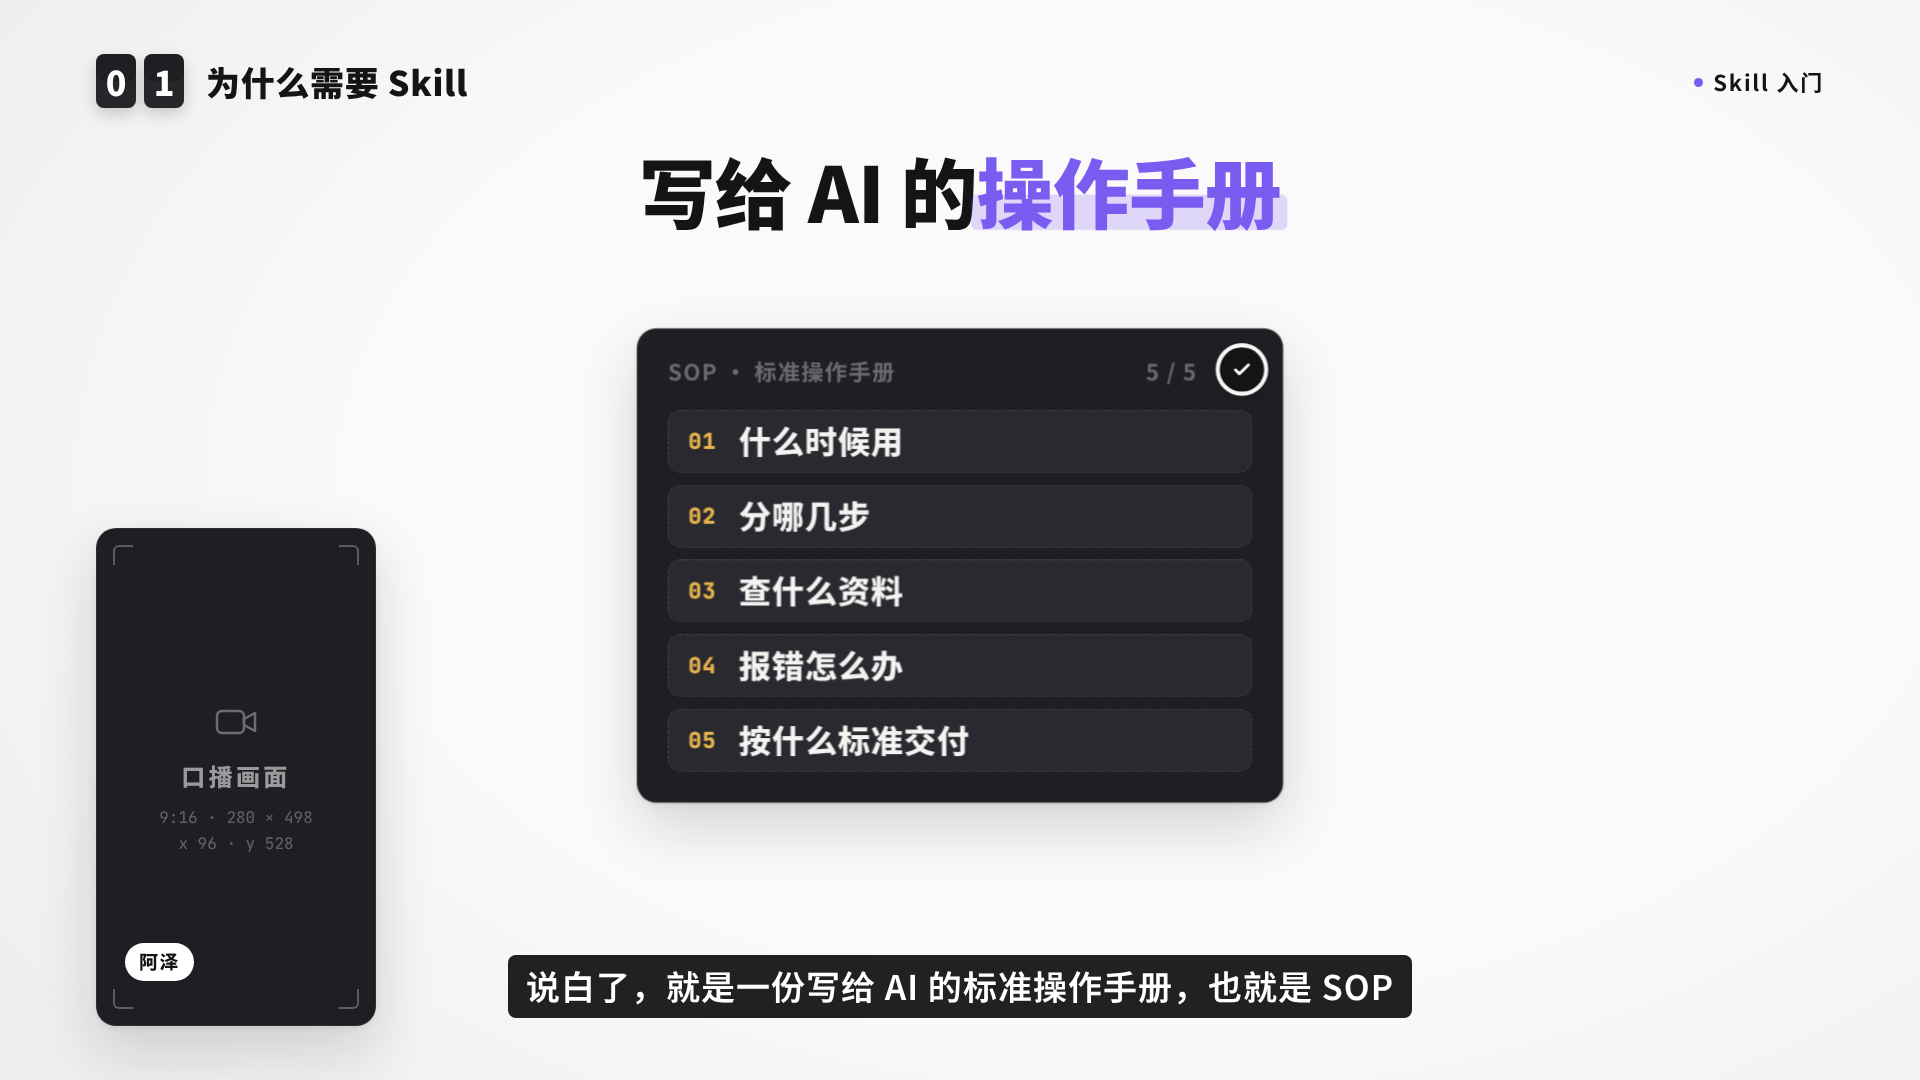 01 为什么需要 Skill
Skill 入门
写给 AI 的操作手册
SOP · 标准操作手册 5 / 5
01 什么时候用
02 分哪几步
03 查什么资料
04 报错怎么办
05 按什么标准交付
口播画面
9:16 · 280 × 498
x 96 · y 528
阿泽
说白了，就是一份写给 AI 的标准操作手册，也就是 SOP